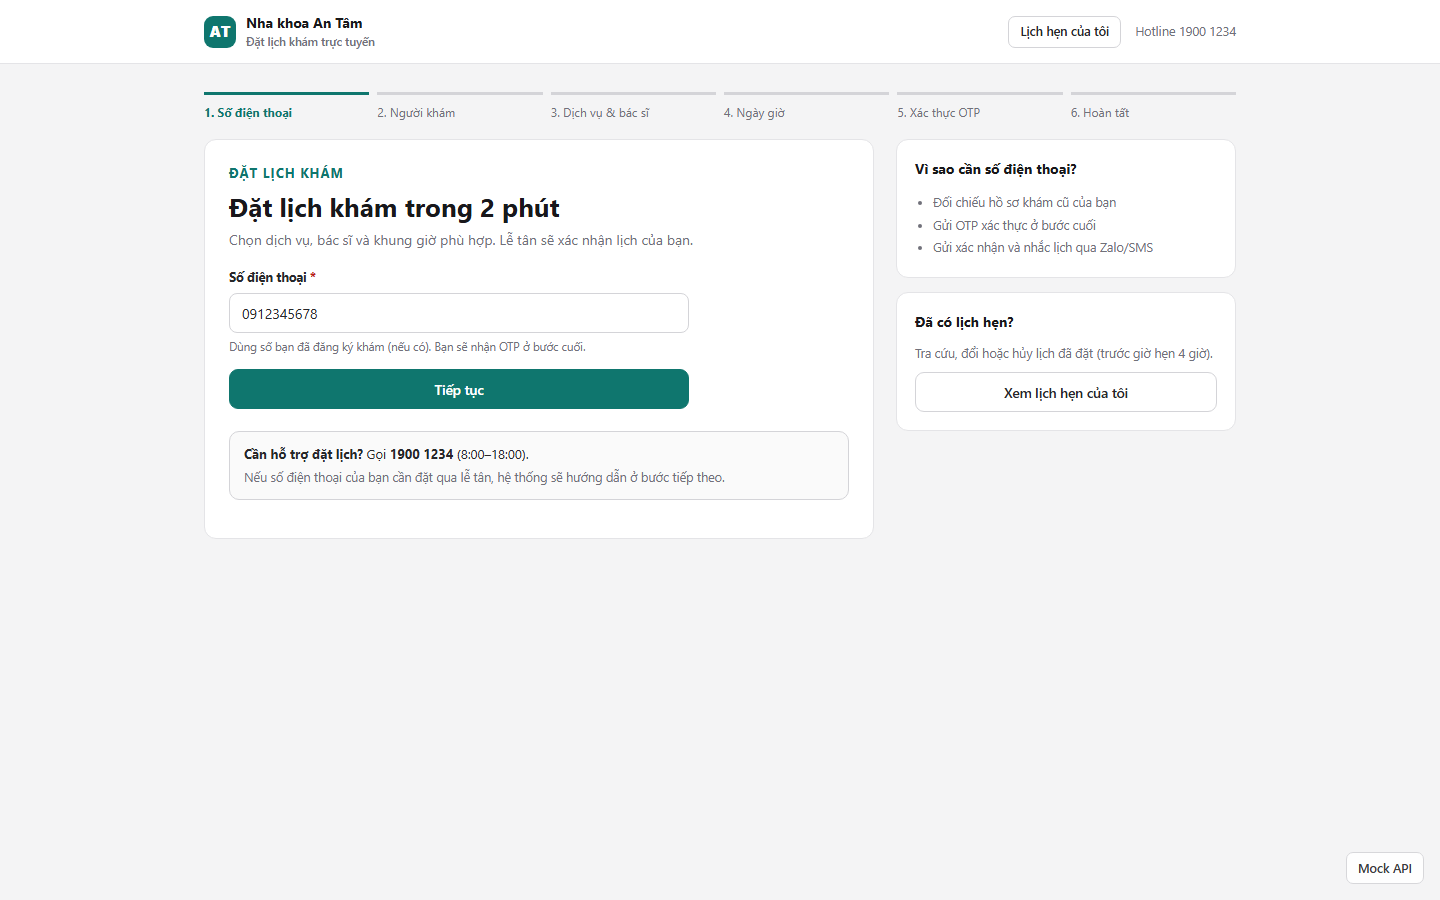 AT
Nha khoa An Tâm
Đặt lịch khám trực tuyến
Lịch hẹn của tôi
Hotline 1900 1234
1. Số điện thoại
2. Người khám
3. Dịch vụ & bác sĩ
4. Ngày giờ
5. Xác thực OTP
6. Hoàn tất
ĐẶT LỊCH KHÁM
Đặt lịch khám trong 2 phút
Chọn dịch vụ, bác sĩ và khung giờ phù hợp. Lễ tân sẽ xác nhận lịch của bạn.
Số điện thoại *
0912345678
Dùng số bạn đã đăng ký khám (nếu có). Bạn sẽ nhận OTP ở bước cuối.
Tiếp tục
Cần hỗ trợ đặt lịch? Gọi 1900 1234 (8:00–18:00).
Nếu số điện thoại của bạn cần đặt qua lễ tân, hệ thống sẽ hướng dẫn ở bước tiếp theo.
Vì sao cần số điện thoại?
• Đối chiếu hồ sơ khám cũ của bạn
• Gửi OTP xác thực ở bước cuối
• Gửi xác nhận và nhắc lịch qua Zalo/SMS
Đã có lịch hẹn?
Tra cứu, đổi hoặc hủy lịch đã đặt (trước giờ hẹn 4 giờ).
Xem lịch hẹn của tôi
Mock API